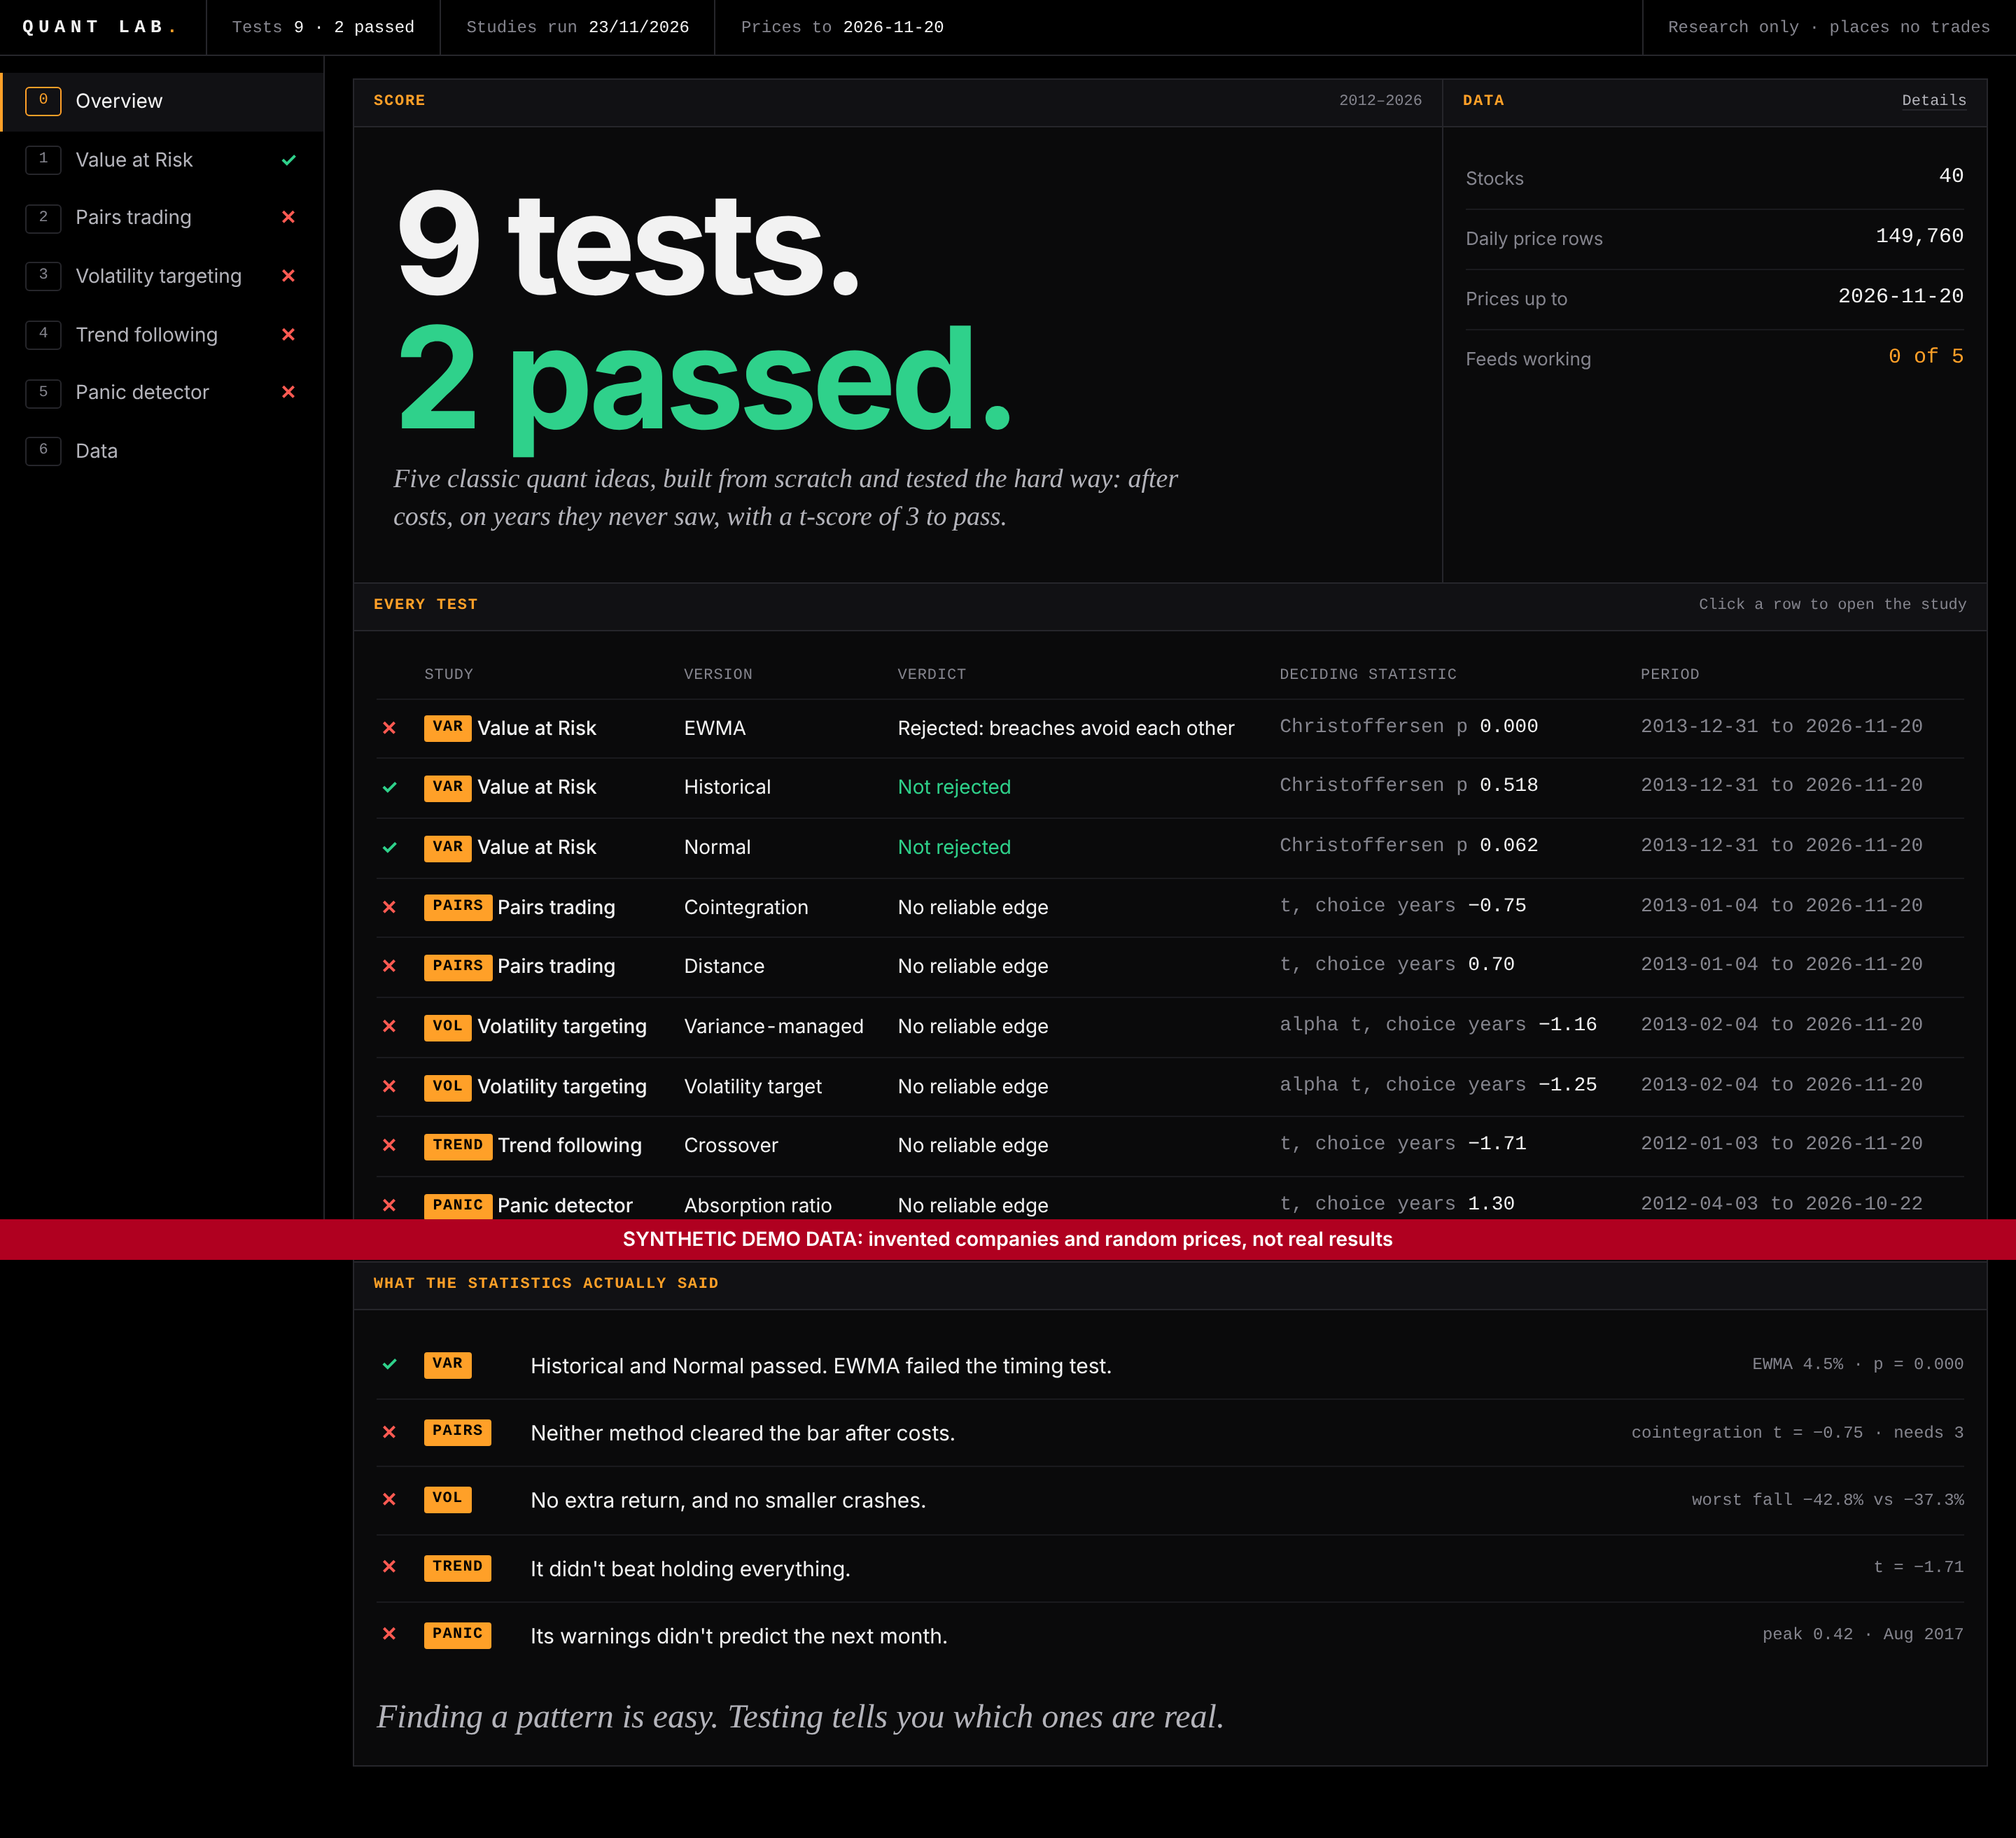 QUANT LAB.
Tests 9 · 2 passed
Studies run 23/11/2026
Prices to 2026-11-20
Research only · places no trades
0 Overview
1 Value at Risk
2 Pairs trading
3 Volatility targeting
4 Trend following
5 Panic detector
6 Data
SCORE 2012–2026
9 tests.
2 passed.
Five classic quant ideas, built from scratch and tested the hard way: after
costs, on years they never saw, with a t-score of 3 to pass.
DATA Details
Stocks 40
Daily price rows 149,760
Prices up to 2026-11-20
Feeds working 0 of 5
EVERY TEST Click a row to open the study
STUDY VERSION VERDICT DECIDING STATISTIC PERIOD
VAR Value at Risk EWMA Rejected: breaches avoid each other Christoffersen p 0.000 2013-12-31 to 2026-11-20
VAR Value at Risk Historical Not rejected Christoffersen p 0.518 2013-12-31 to 2026-11-20
VAR Value at Risk Normal Not rejected Christoffersen p 0.062 2013-12-31 to 2026-11-20
PAIRS Pairs trading Cointegration No reliable edge t, choice years −0.75 2013-01-04 to 2026-11-20
PAIRS Pairs trading Distance No reliable edge t, choice years 0.70 2013-01-04 to 2026-11-20
VOL Volatility targeting Variance-managed No reliable edge alpha t, choice years −1.16 2013-02-04 to 2026-11-20
VOL Volatility targeting Volatility target No reliable edge alpha t, choice years −1.25 2013-02-04 to 2026-11-20
TREND Trend following Crossover No reliable edge t, choice years −1.71 2012-01-03 to 2026-11-20
PANIC Panic detector Absorption ratio No reliable edge t, choice years 1.30 2012-04-03 to 2026-10-22
SYNTHETIC DEMO DATA: invented companies and random prices, not real results
WHAT THE STATISTICS ACTUALLY SAID
VAR Historical and Normal passed. EWMA failed the timing test. EWMA 4.5% · p = 0.000
PAIRS Neither method cleared the bar after costs. cointegration t = −0.75 · needs 3
VOL No extra return, and no smaller crashes. worst fall −42.8% vs −37.3%
TREND It didn't beat holding everything. t = −1.71
PANIC Its warnings didn't predict the next month. peak 0.42 · Aug 2017
Finding a pattern is easy. Testing tells you which ones are real.